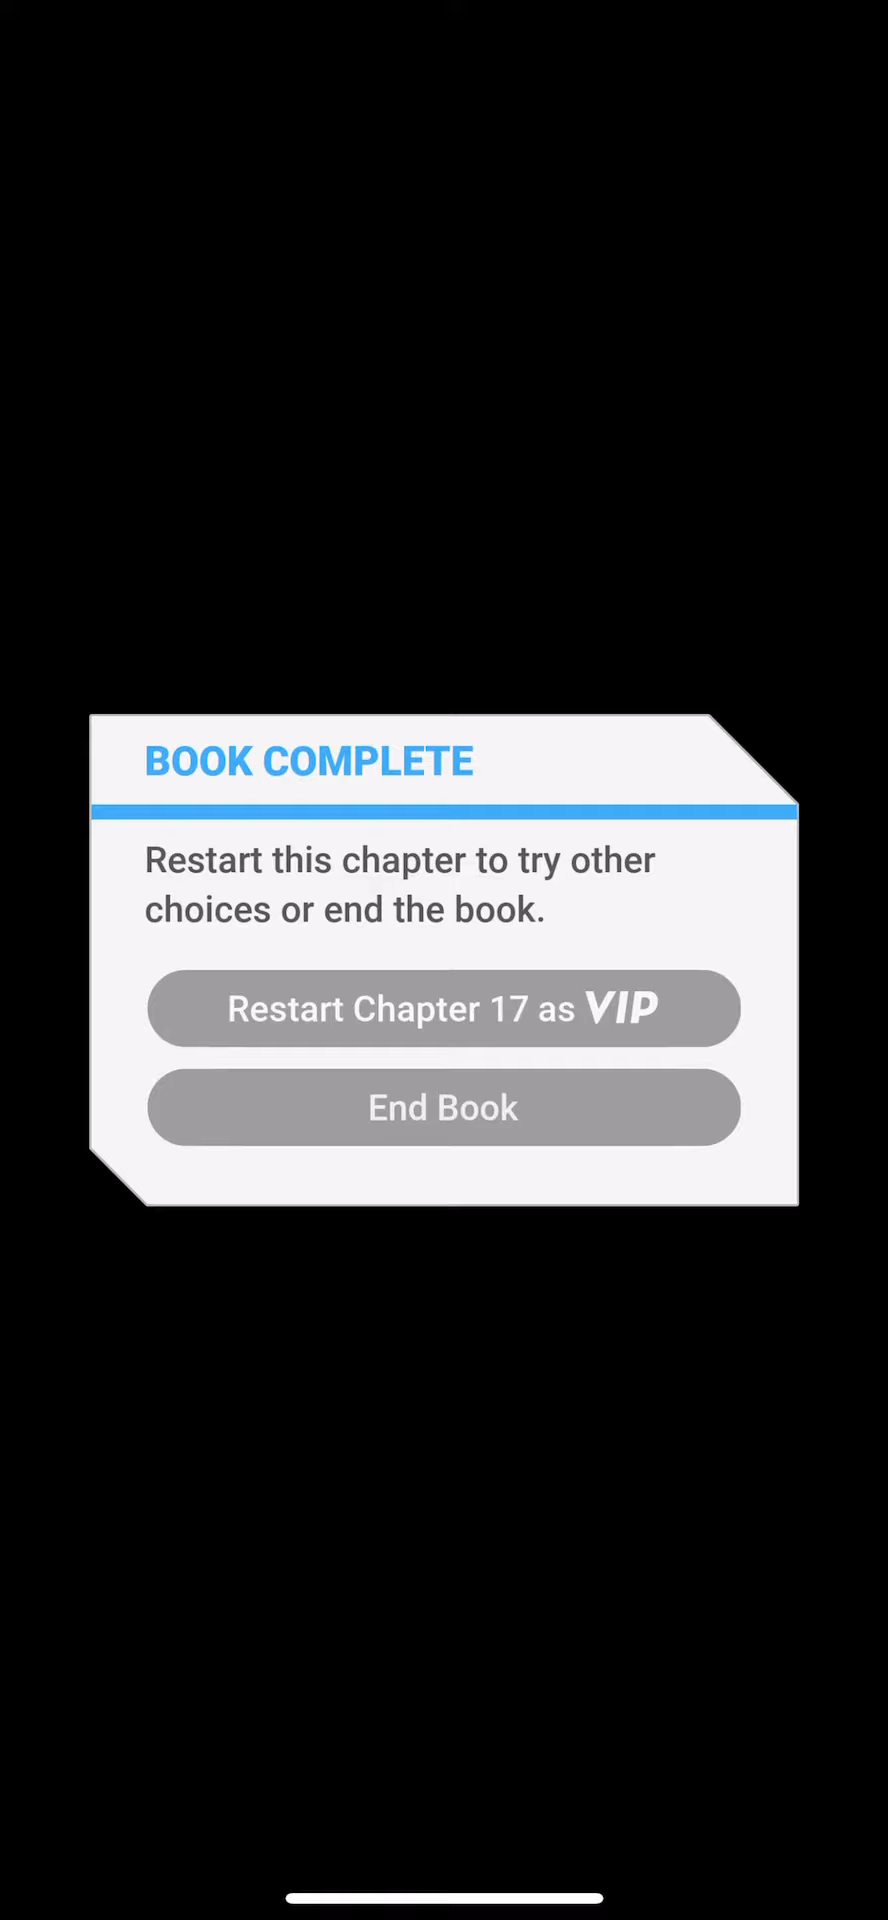 BOOK COMPLETE
Restart this chapter to try other
choices or end the book.
Restart Chapter 17 as VIP
End Book